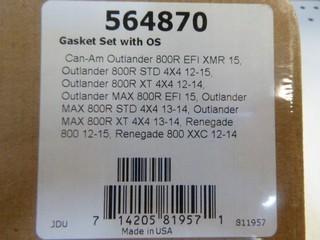 564870
Gasket Set with OS
Can-Am Outlander 800R EFI XMR 15,
Outlander 800R STD 4X4 12-15,
Outlander 800R XT 4X4 12-14,
Outlander MAX 800R EFI 15, Outlander
MAX 800R STD 4X4 13-14, Outlander
MAX 800R XT 4X4 13-14, Renegade
800 12-15, Renegade 800 XXC 12-14
JDU 7 14205 81957 1 811957
Made in USA